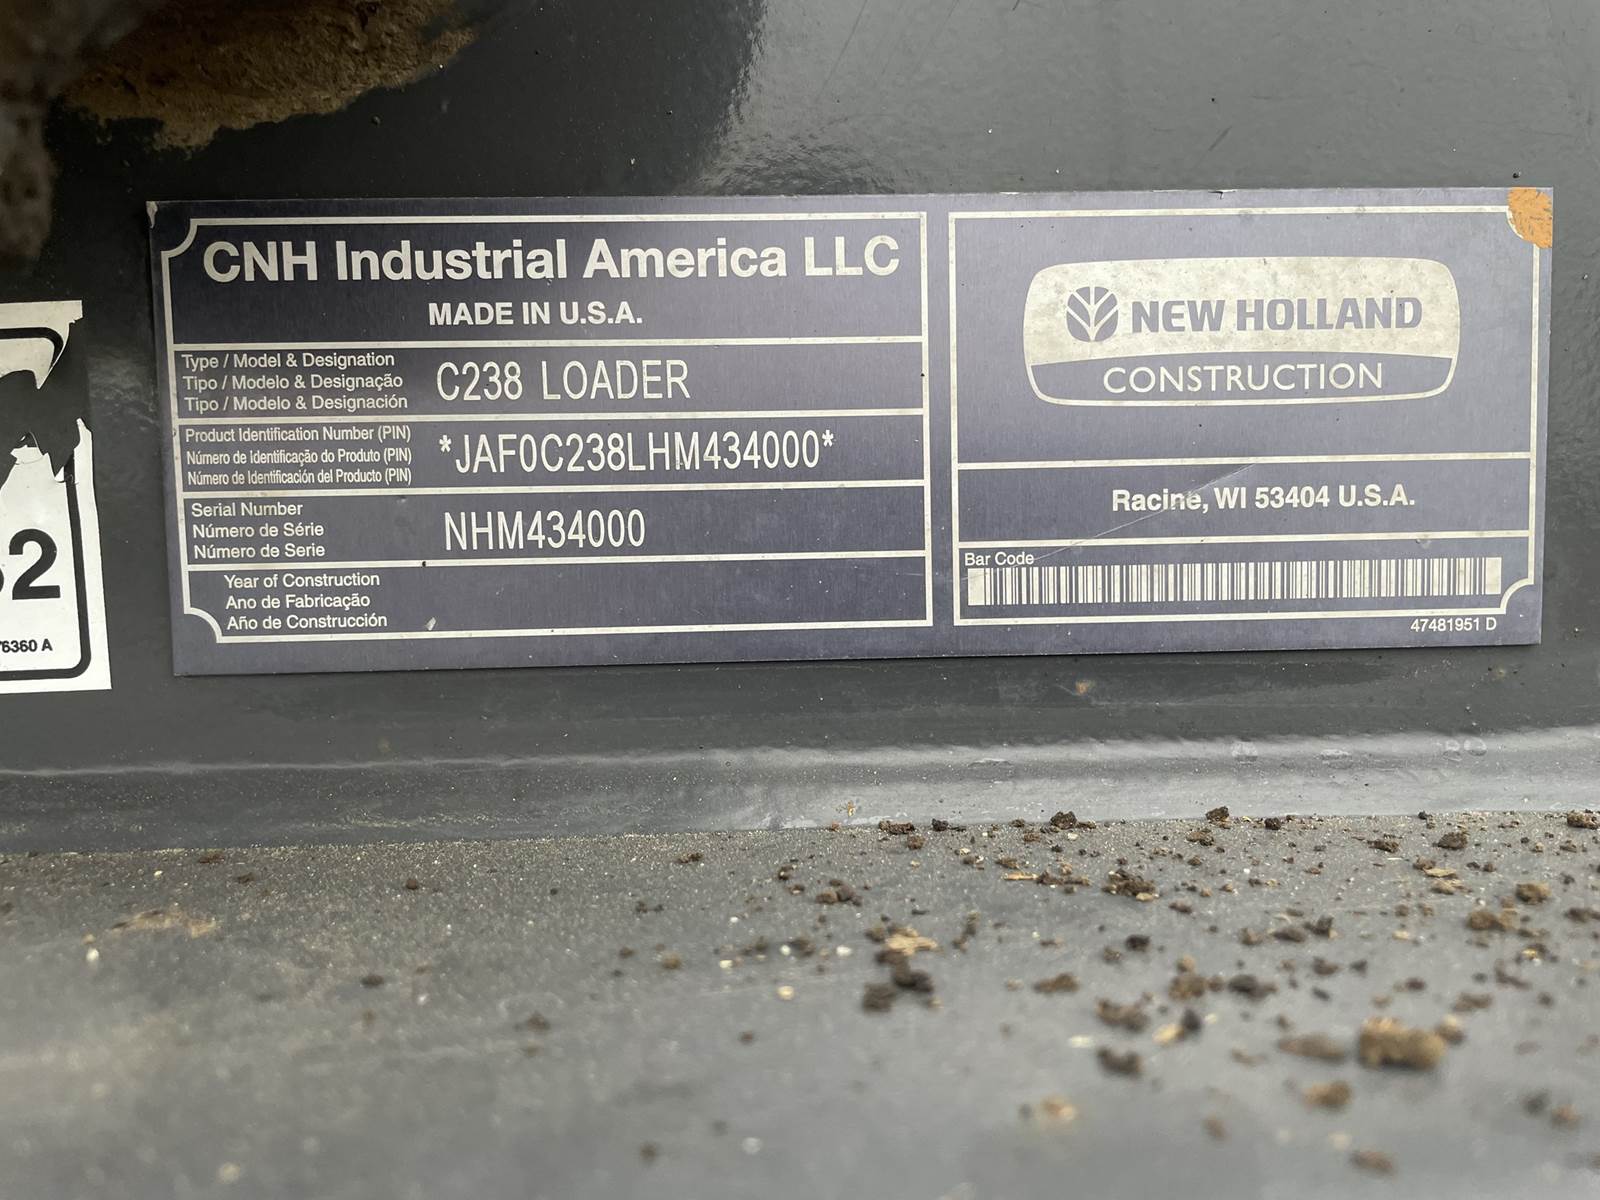 CNH Industrial America LLC
MADE IN U.S.A.
Type / Model & Designation
Tipo / Modelo & Designação
Tipo / Modelo & Designación
C238 LOADER
Product Identification Number (PIN)
Número de Identificação do Produto (PIN)
Número de Identificación del Producto (PIN)
*JAF0C238LHM434000*
Serial Number
Número de Série
Número de Serie
NHM434000
Year of Construction
Ano de Fabricação
Año de Construcción
NEW HOLLAND
CONSTRUCTION
Racine, WI 53404 U.S.A.
Bar Code
47481951 D
2
6360 A